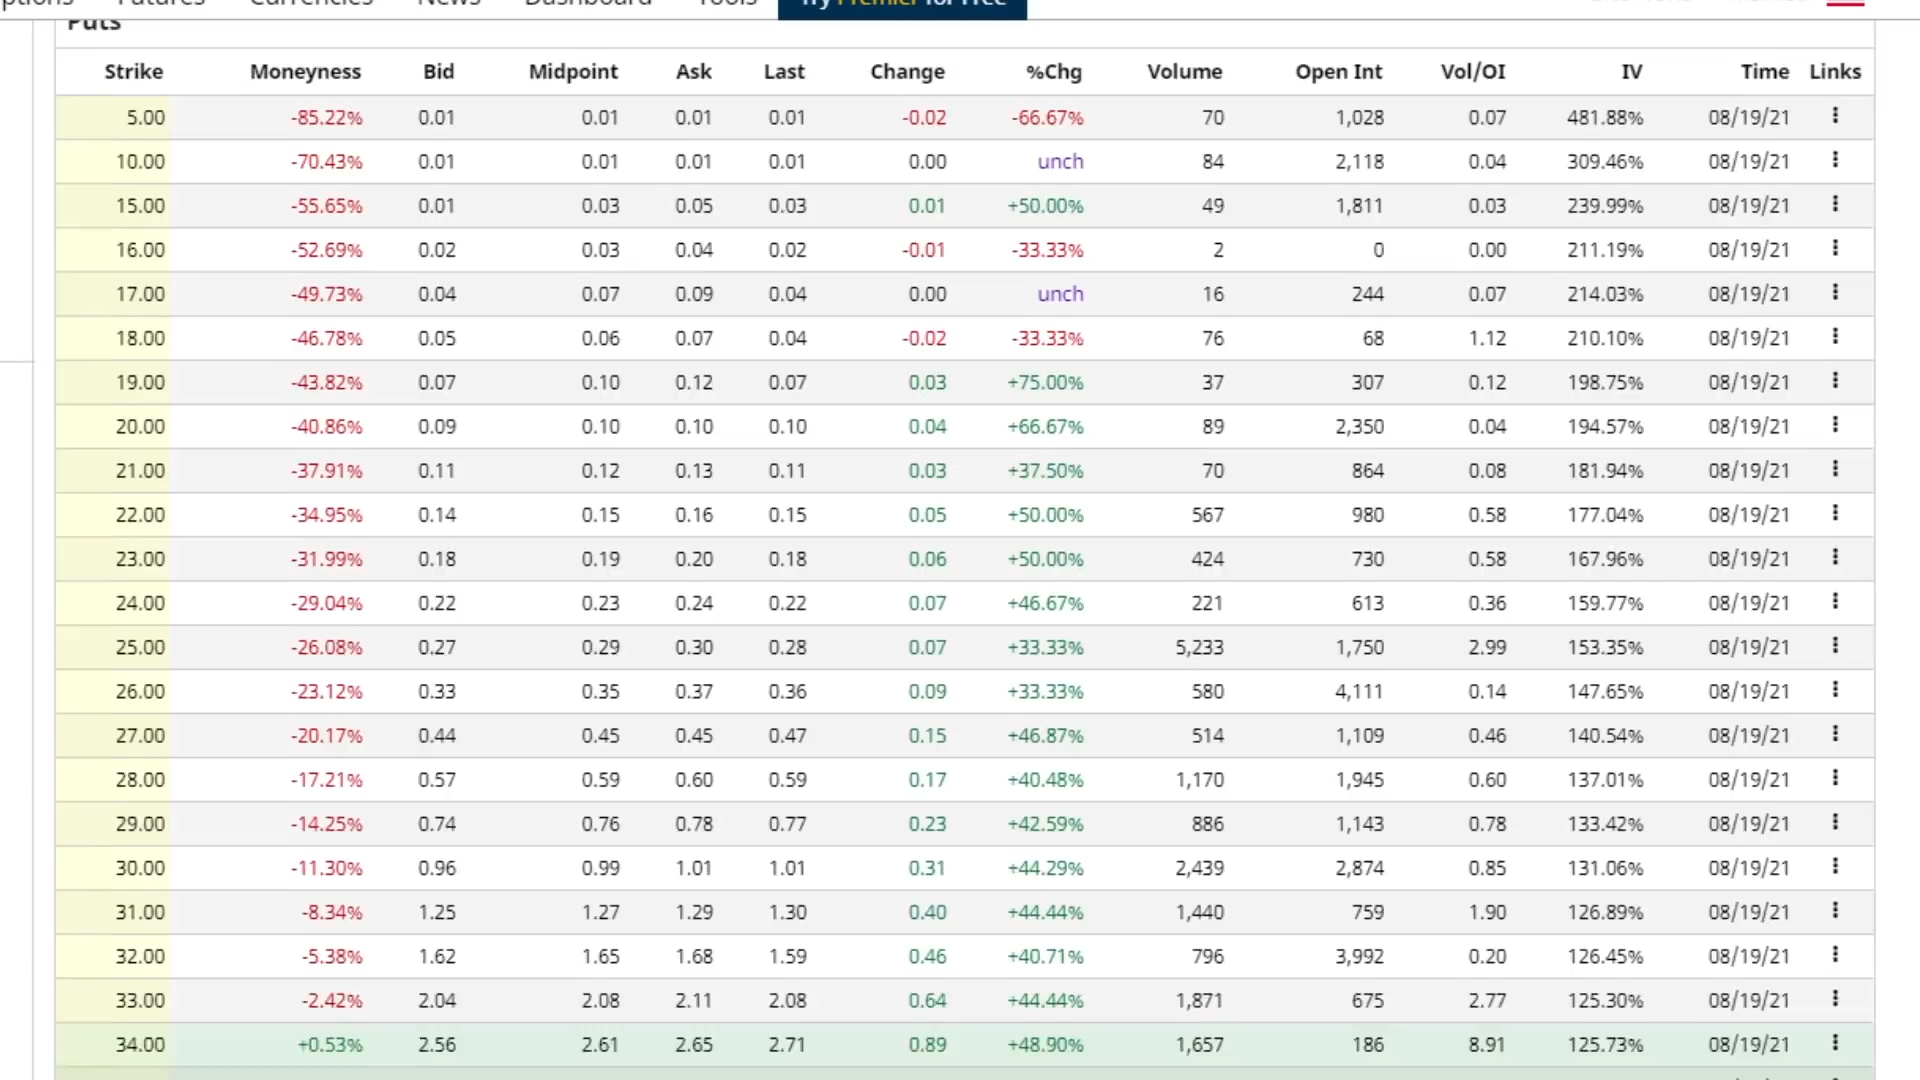 ptions Futures Currencies News Dashboard Tools Try Premier for Free
Puts
Strike Moneyness Bid Midpoint Ask Last Change %Chg Volume Open Int Vol/OI IV Time Links
5.00 -85.22% 0.01 0.01 0.01 0.01 -0.02 -66.67% 70 1,028 0.07 481.88% 08/19/21
10.00 -70.43% 0.01 0.01 0.01 0.01 0.00 unch 84 2,118 0.04 309.46% 08/19/21
15.00 -55.65% 0.01 0.03 0.05 0.03 0.01 +50.00% 49 1,811 0.03 239.99% 08/19/21
16.00 -52.69% 0.02 0.03 0.04 0.02 -0.01 -33.33% 2 0 0.00 211.19% 08/19/21
17.00 -49.73% 0.04 0.07 0.09 0.04 0.00 unch 16 244 0.07 214.03% 08/19/21
18.00 -46.78% 0.05 0.06 0.07 0.04 -0.02 -33.33% 76 68 1.12 210.10% 08/19/21
19.00 -43.82% 0.07 0.10 0.12 0.07 0.03 +75.00% 37 307 0.12 198.75% 08/19/21
20.00 -40.86% 0.09 0.10 0.10 0.10 0.04 +66.67% 89 2,350 0.04 194.57% 08/19/21
21.00 -37.91% 0.11 0.12 0.13 0.11 0.03 +37.50% 70 864 0.08 181.94% 08/19/21
22.00 -34.95% 0.14 0.15 0.16 0.15 0.05 +50.00% 567 980 0.58 177.04% 08/19/21
23.00 -31.99% 0.18 0.19 0.20 0.18 0.06 +50.00% 424 730 0.58 167.96% 08/19/21
24.00 -29.04% 0.22 0.23 0.24 0.22 0.07 +46.67% 221 613 0.36 159.77% 08/19/21
25.00 -26.08% 0.27 0.29 0.30 0.28 0.07 +33.33% 5,233 1,750 2.99 153.35% 08/19/21
26.00 -23.12% 0.33 0.35 0.37 0.36 0.09 +33.33% 580 4,111 0.14 147.65% 08/19/21
27.00 -20.17% 0.44 0.45 0.45 0.47 0.15 +46.87% 514 1,109 0.46 140.54% 08/19/21
28.00 -17.21% 0.57 0.59 0.60 0.59 0.17 +40.48% 1,170 1,945 0.60 137.01% 08/19/21
29.00 -14.25% 0.74 0.76 0.78 0.77 0.23 +42.59% 886 1,143 0.78 133.42% 08/19/21
30.00 -11.30% 0.96 0.99 1.01 1.01 0.31 +44.29% 2,439 2,874 0.85 131.06% 08/19/21
31.00 -8.34% 1.25 1.27 1.29 1.30 0.40 +44.44% 1,440 759 1.90 126.89% 08/19/21
32.00 -5.38% 1.62 1.65 1.68 1.59 0.46 +40.71% 796 3,992 0.20 126.45% 08/19/21
33.00 -2.42% 2.04 2.08 2.11 2.08 0.64 +44.44% 1,871 675 2.77 125.30% 08/19/21
34.00 +0.53% 2.56 2.61 2.65 2.71 0.89 +48.90% 1,657 186 8.91 125.73% 08/19/21